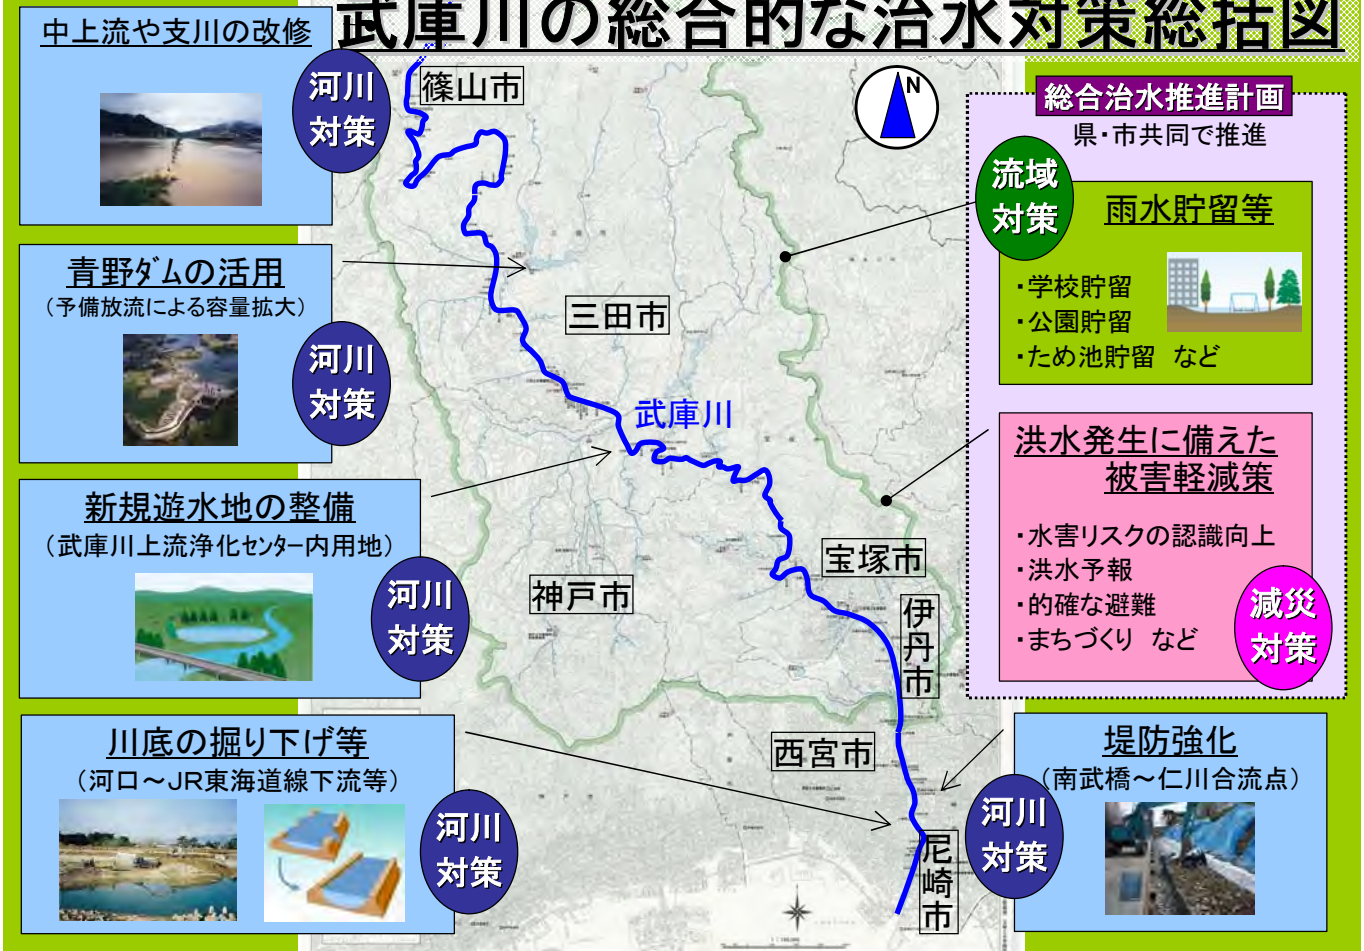 武庫川の総合的な治水対策総括図
中上流や支川の改修
河川
対策
青野ダムの活用
（予備放流による容量拡大）
河川
対策
新規遊水地の整備
（武庫川上流浄化センター内用地）
河川
対策
川底の掘り下げ等
（河口～JR東海道線下流等）
河川
対策
篠山市
三田市
武庫川
神戸市
宝塚市
伊丹市
西宮市
尼崎市
N
総合治水推進計画
県・市共同で推進
流域
対策
雨水貯留等
・学校貯留
・公園貯留
・ため池貯留 など
洪水発生に備えた
被害軽減策
・水害リスクの認識向上
・洪水予報
・的確な避難
・まちづくり など
減災
対策
堤防強化
（南武橋～仁川合流点）
河川
対策